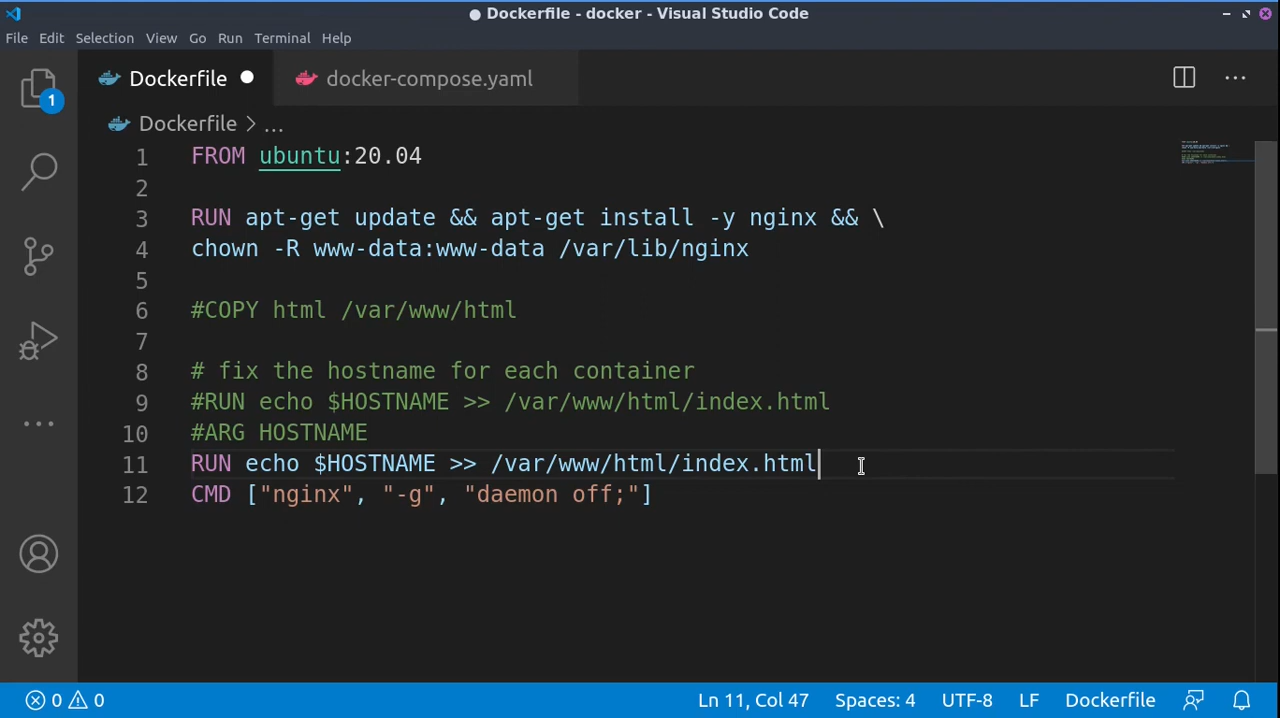 Dockerfile - docker - Visual Studio Code
File Edit Selection View Go Run Terminal Help
Dockerfile docker-compose.yaml
Dockerfile > ...
1 FROM ubuntu:20.04
2
3 RUN apt-get update && apt-get install -y nginx && \
4 chown -R www-data:www-data /var/lib/nginx
5
6 #COPY html /var/www/html
7
8 # fix the hostname for each container
9 #RUN echo $HOSTNAME >> /var/www/html/index.html
10 #ARG HOSTNAME
11 RUN echo $HOSTNAME >> /var/www/html/index.html
12 CMD ["nginx", "-g", "daemon off;"]
1
0 0 Ln 11, Col 47 Spaces: 4 UTF-8 LF Dockerfile